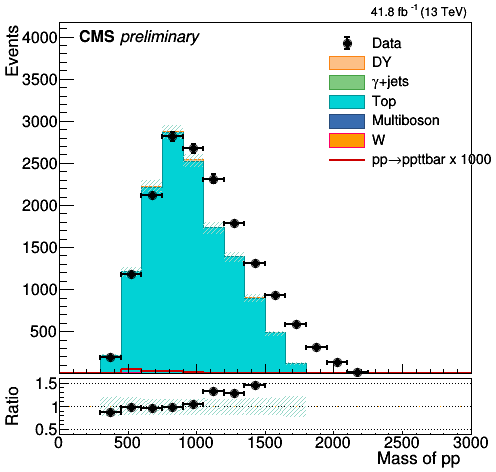 41.8 fb⁻¹ (13 TeV)
CMS preliminary
Events
4000
3500
3000
2500
2000
1500
1000
500
Data
DY
γ+jets
Top
Multiboson
W
pp→ppttbar x 1000
Ratio
1.5
1
0.5
0 500 1000 1500 2000 2500 3000
Mass of pp